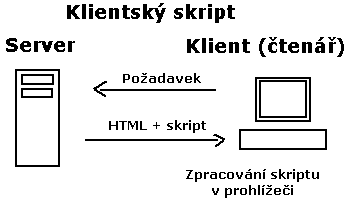 Klientský skript
Server
Klient (čtenář)
Požadavek
HTML + skript
Zpracování skriptu
v prohlížeči